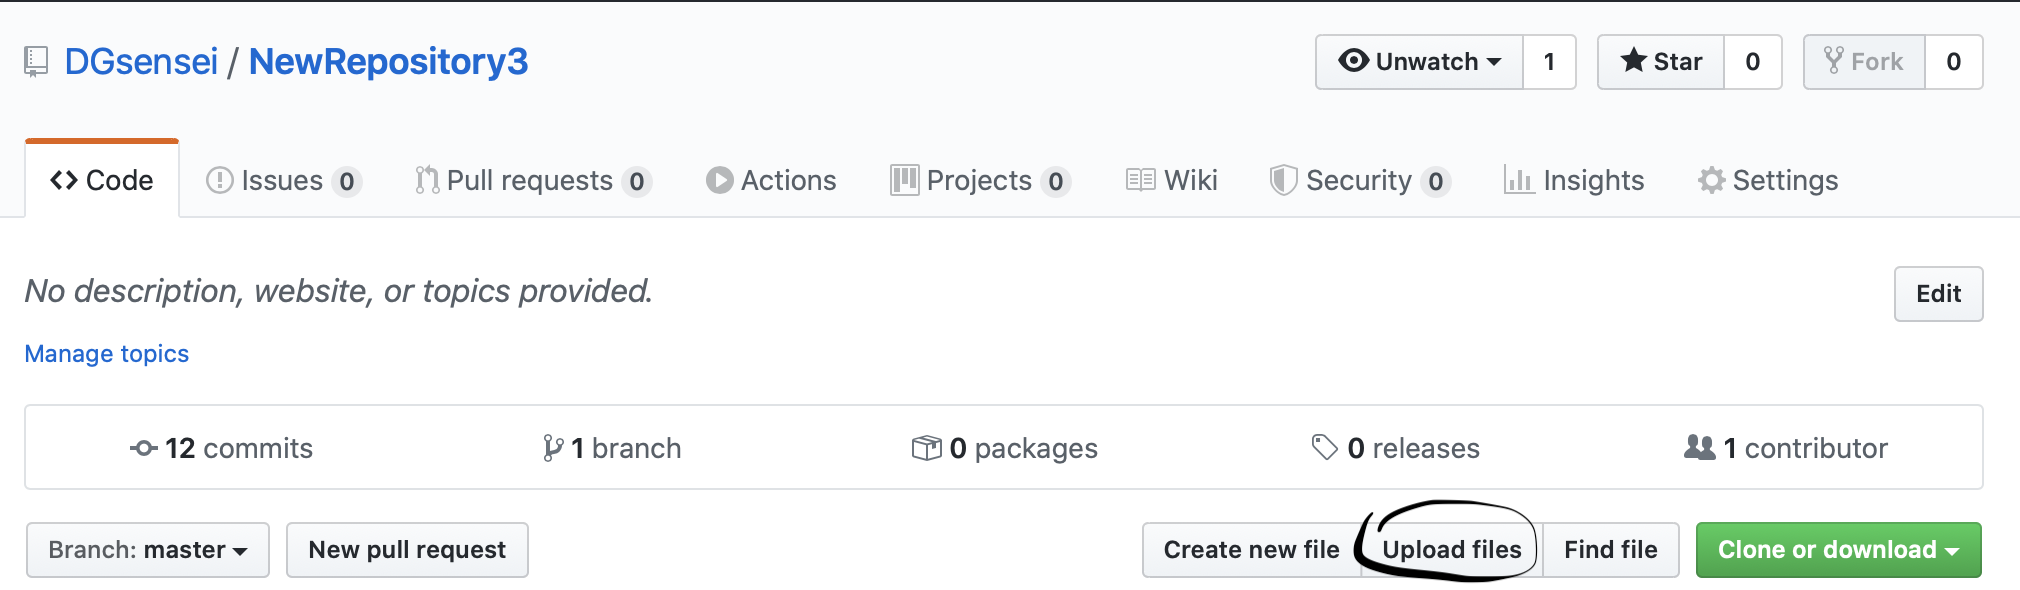 DGsensei / NewRepository3
Unwatch 1 Star 0 Fork 0
Code Issues 0 Pull requests 0 Actions Projects 0 Wiki Security 0 Insights Settings
No description, website, or topics provided.
Edit
Manage topics
12 commits 1 branch 0 packages 0 releases 1 contributor
Branch: master New pull request Create new file Upload files Find file Clone or download